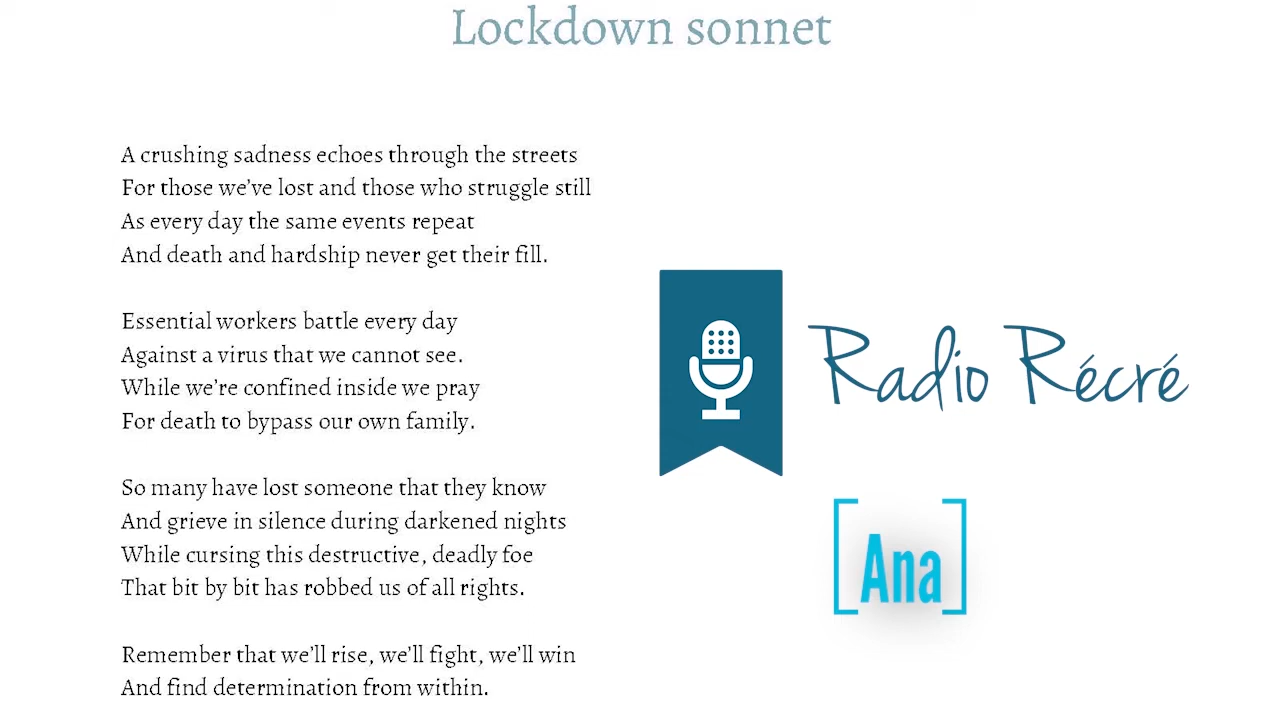 Lockdown sonnet
A crushing sadness echoes through the streets
For those we've lost and those who struggle still
As every day the same events repeat
And death and hardship never get their fill.
Essential workers battle every day
Against a virus that we cannot see.
While we're confined inside we pray
For death to bypass our own family.
So many have lost someone that they know
And grieve in silence during darkened nights
While cursing this destructive, deadly foe
That bit by bit has robbed us of all rights.
Remember that we'll rise, we'll fight, we'll win
And find determination from within.
Radio Récré
[Ana]